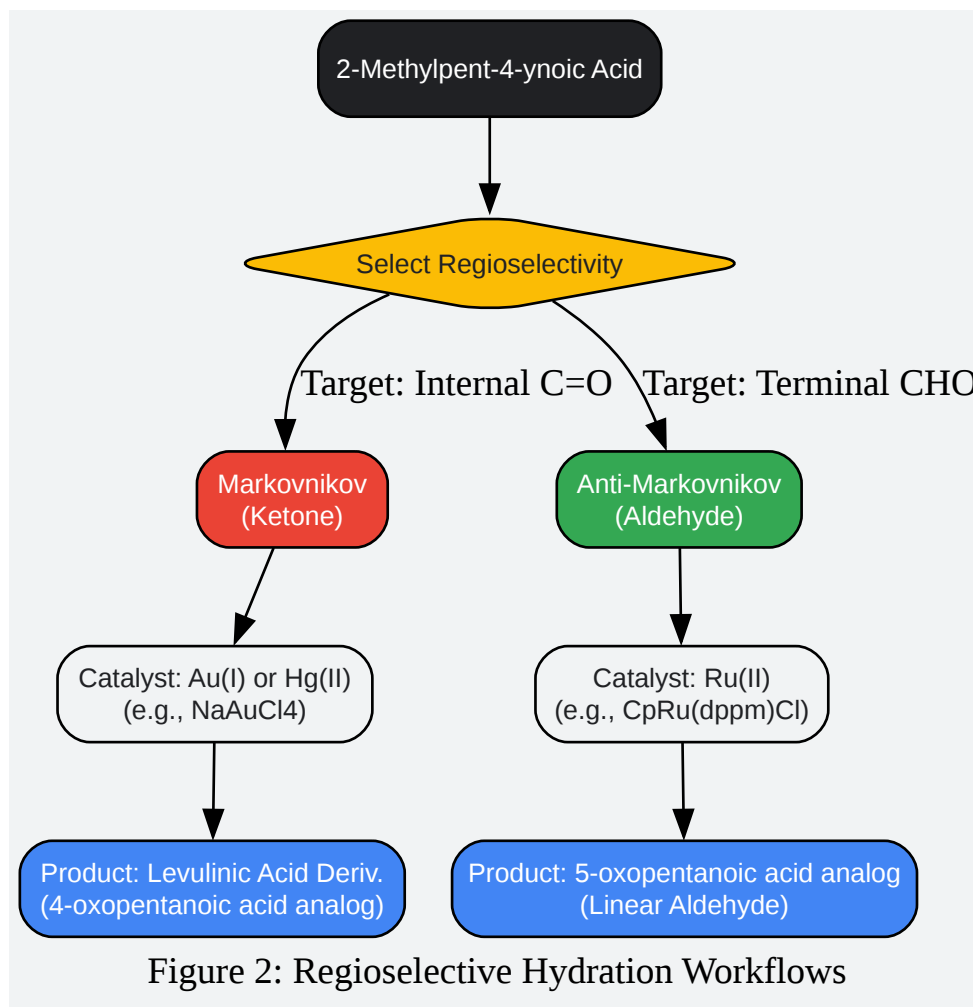 2-Methylpent-4-ynoic Acid
Select Regioselectivity
Target: Internal C=O
Target: Terminal CHO
Markovnikov
(Ketone)
Anti-Markovnikov
(Aldehyde)
Catalyst: Au(I) or Hg(II)
(e.g., NaAuCl4)
Catalyst: Ru(II)
(e.g., CpRu(dppm)Cl)
Product: Levulinic Acid Deriv.
(4-oxopentanoic acid analog)
Product: 5-oxopentanoic acid analog
(Linear Aldehyde)
Figure 2: Regioselective Hydration Workflows